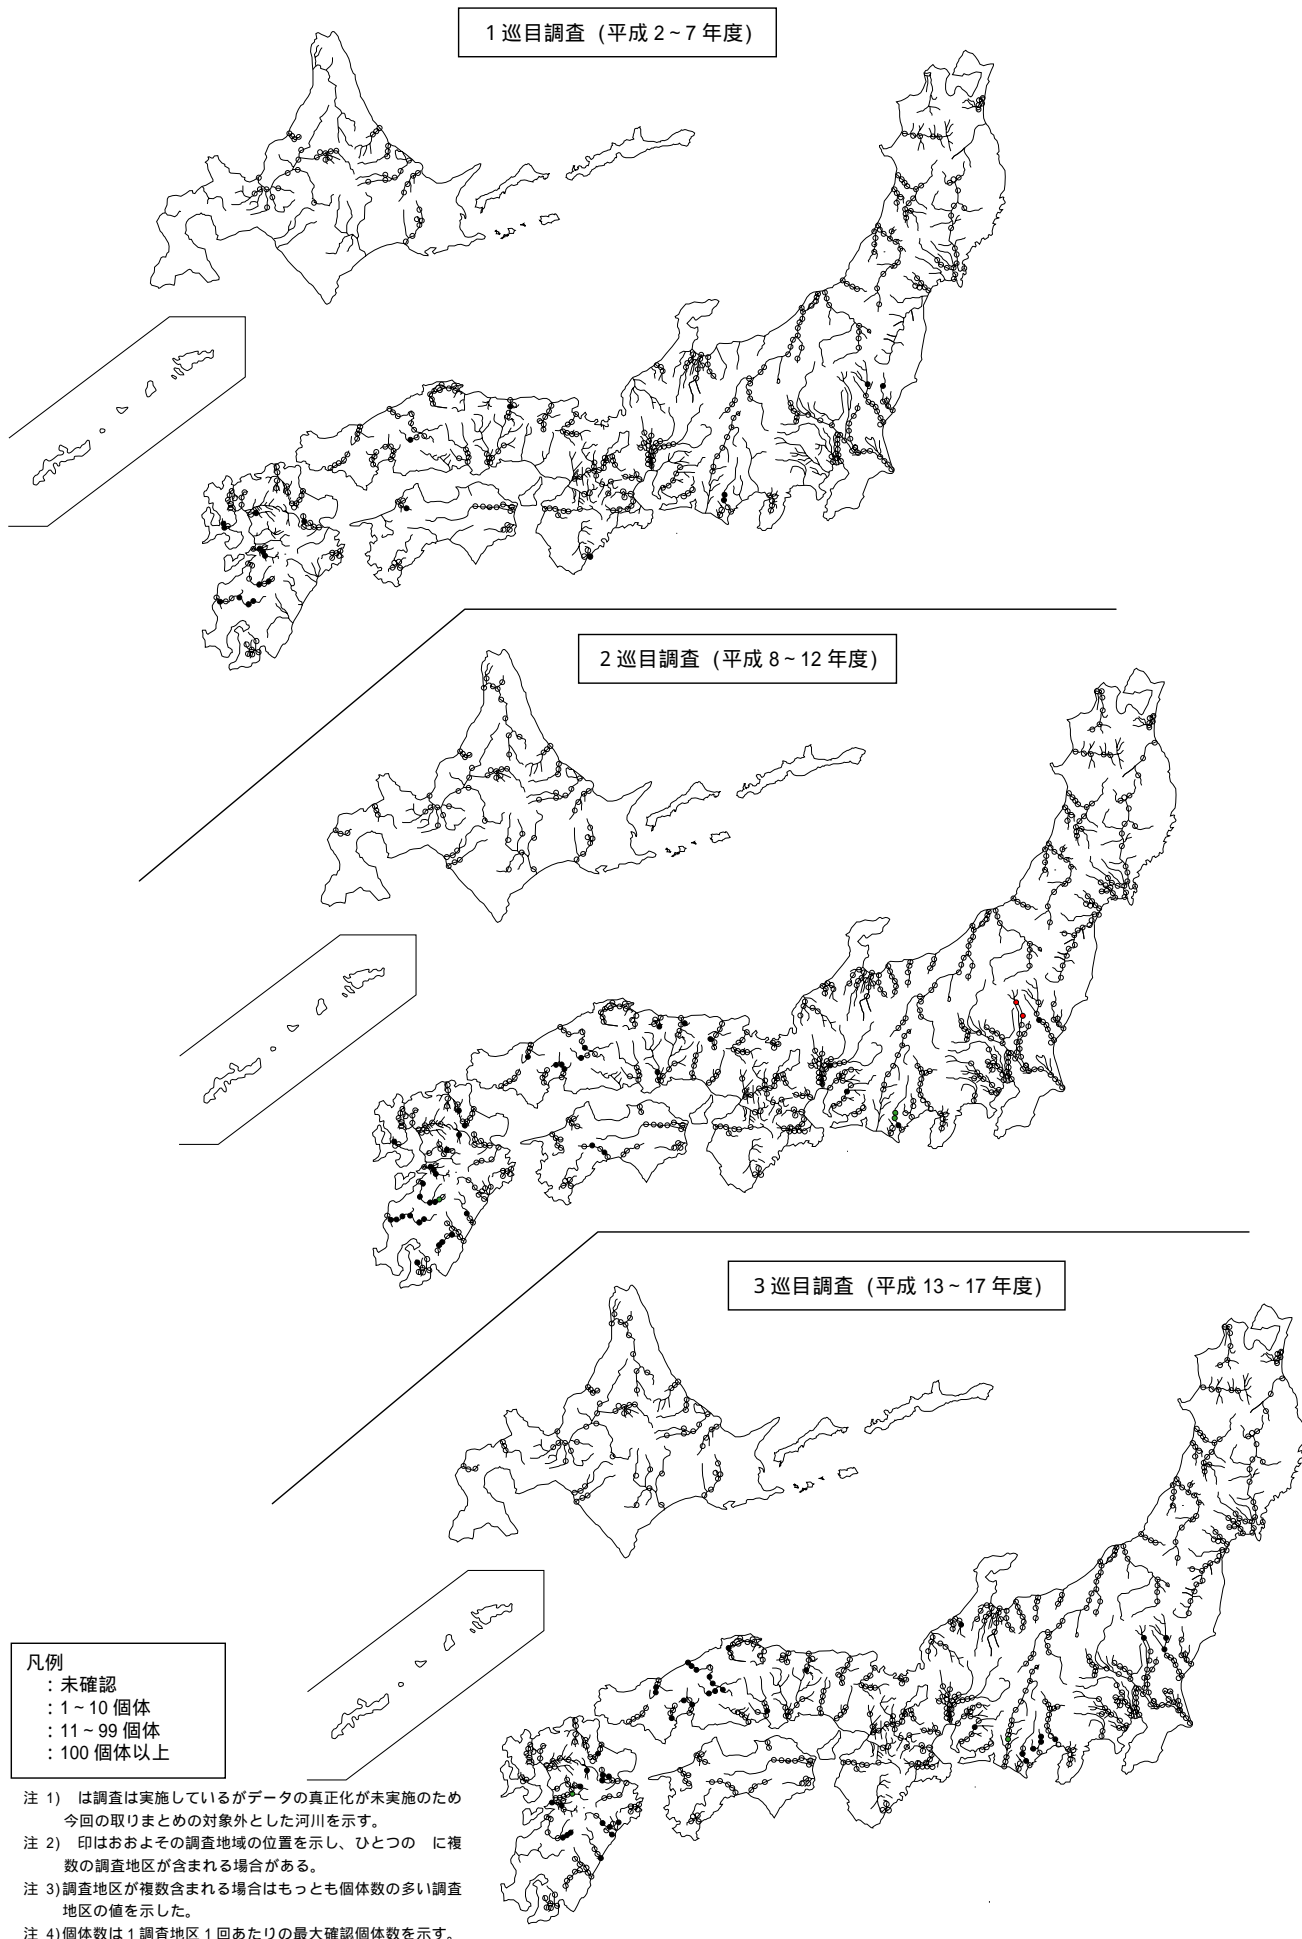 1巡目調査 (平成 2~7 年度)
2巡目調査 (平成 8~12 年度)
3巡目調査 (平成 13~17 年度)
凡例
: 未確認
: 1~10 個体
: 11~99 個体
: 100 個体以上
注 1) は調査は実施しているがデータの真正化が未実施のため
今回の取りまとめの対象外とした河川を示す。
注 2) 印はおおよその調査地域の位置を示し、ひとつの に複
数の調査地区が含まれる場合がある。
注 3)調査地区が複数含まれる場合はもっとも個体数の多い調査
地区の値を示した。
注 4)個体数は1調査地区1回あたりの最大確認個体数を示す。